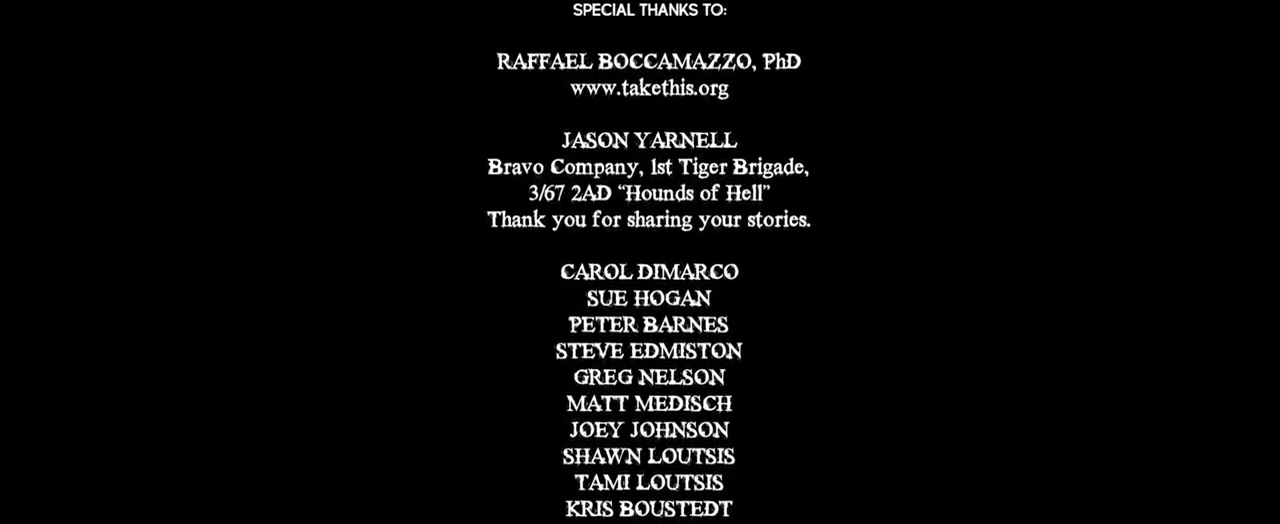 SPECIAL THANKS TO:
RAFFAEL BOCCAMAZZO, PhD
www.takethis.org
JASON YARNELL
Bravo Company, 1st Tiger Brigade,
3/67 2AD “Hounds of Hell”
Thank you for sharing your stories.
CAROL DIMARCO
SUE HOGAN
PETER BARNES
STEVE EDMISTON
GREG NELSON
MATT MEDISCH
JOEY JOHNSON
SHAWN LOUTSIS
TAMI LOUTSIS
KRIS BOUSTEDT